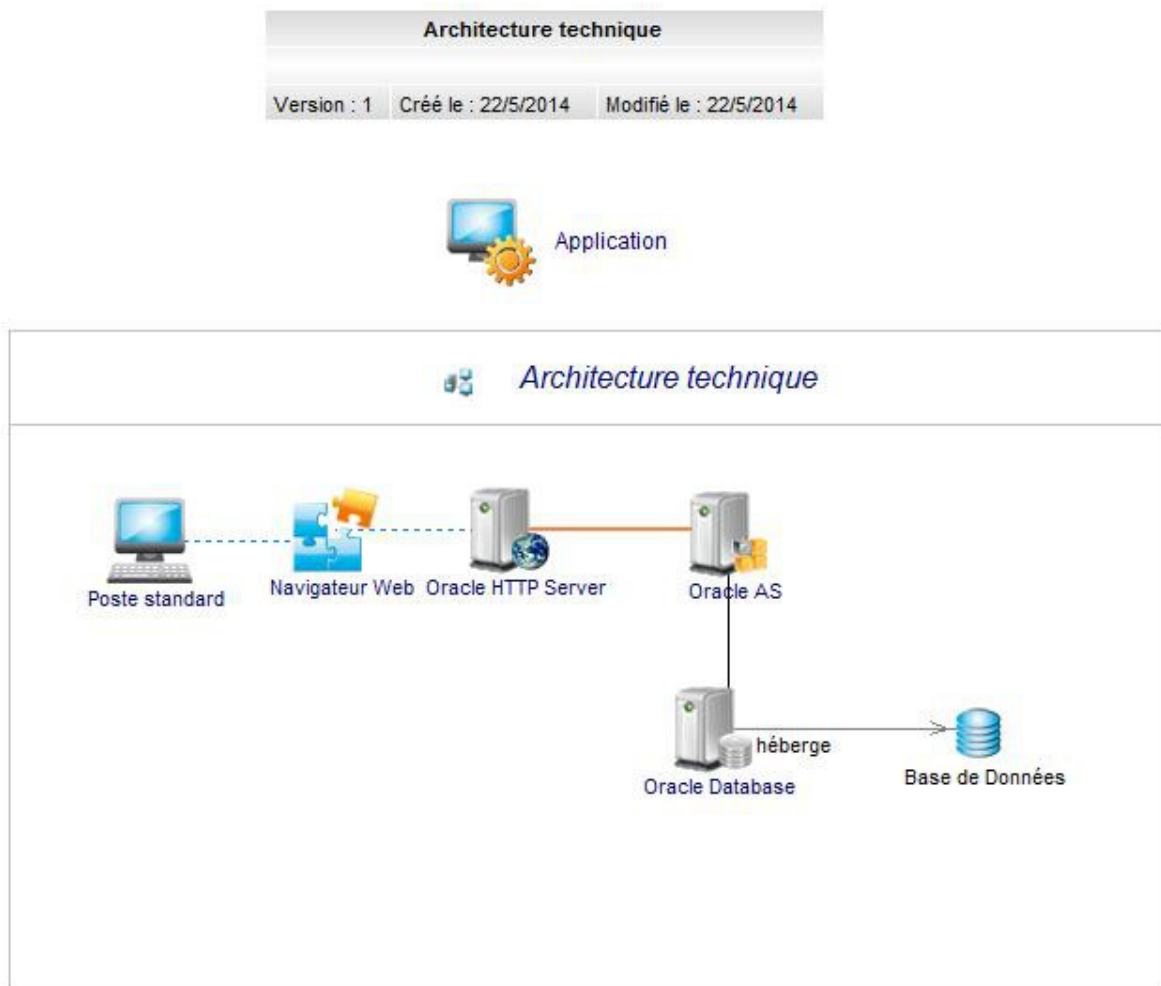 Architecture technique
Version : 1 Créé le : 22/5/2014 Modifié le : 22/5/2014
Application
Architecture technique
Poste standard
Navigateur Web
Oracle HTTP Server
Oracle AS
héberge
Oracle Database
Base de Données